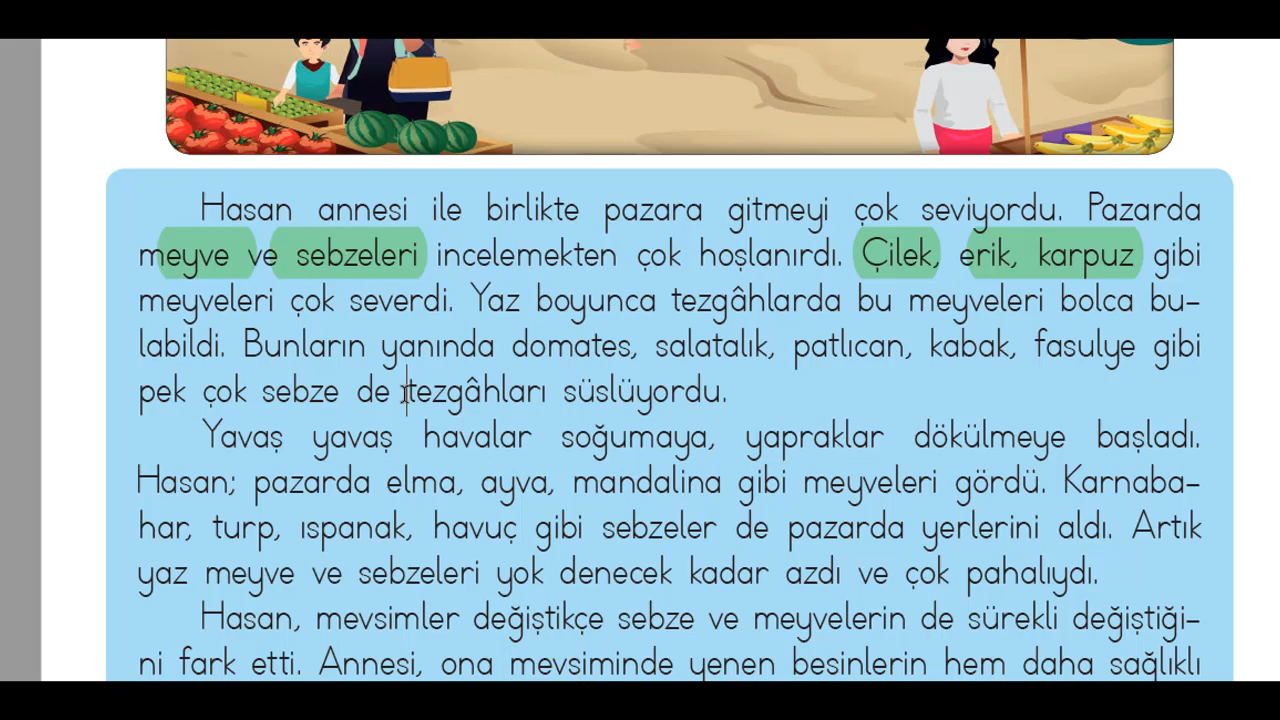 Hasan annesi ile birlikte pazara gitmeyi çok seviyordu. Pazarda
meyve ve sebzeleri incelemekten çok hoşlanırdı. Çilek, erik, karpuz gibi
meyveleri çok severdi. Yaz boyunca tezgâhlarda bu meyveleri bolca bu-
labildi. Bunların yanında domates, salatalık, patlıcan, kabak, fasulye gibi
pek çok sebze de tezgâhları süslüyordu.
Yavaş yavaş havalar soğumaya, yapraklar dökülmeye başladı.
Hasan; pazarda elma, ayva, mandalina gibi meyveleri gördü. Karnaba-
har, turp, ıspanak, havuç gibi sebzeler de pazarda yerlerini aldı. Artık
yaz meyve ve sebzeleri yok denecek kadar azdı ve çok pahalıydı.
Hasan, mevsimler değiştikçe sebze ve meyvelerin de sürekli değiştiği-
ni fark etti. Annesi, ona mevsiminde yenen besinlerin hem daha sağlıklı